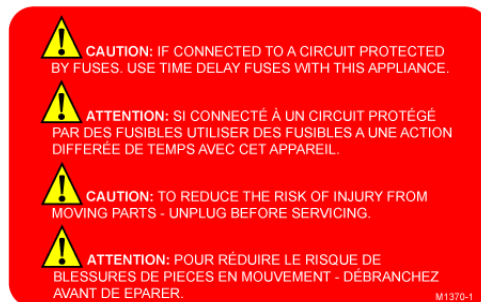 CAUTION: IF CONNECTED TO A CIRCUIT PROTECTED
BY FUSES. USE TIME DELAY FUSES WITH THIS APPLIANCE.
ATTENTION: SI CONNECTÉ À UN CIRCUIT PROTÉGÉ
PAR DES FUSIBLES UTILISER DES FUSIBLES A UNE ACTION
DIFFERÉE DE TEMPS AVEC CET APPAREIL.
CAUTION: TO REDUCE THE RISK OF INJURY FROM
MOVING PARTS - UNPLUG BEFORE SERVICING.
ATTENTION: POUR RÉDUIRE LE RISQUE DE
BLESSURES DE PIECES EN MOUVEMENT - DÉBRANCHEZ
AVANT DE EPARER.
M1370-1